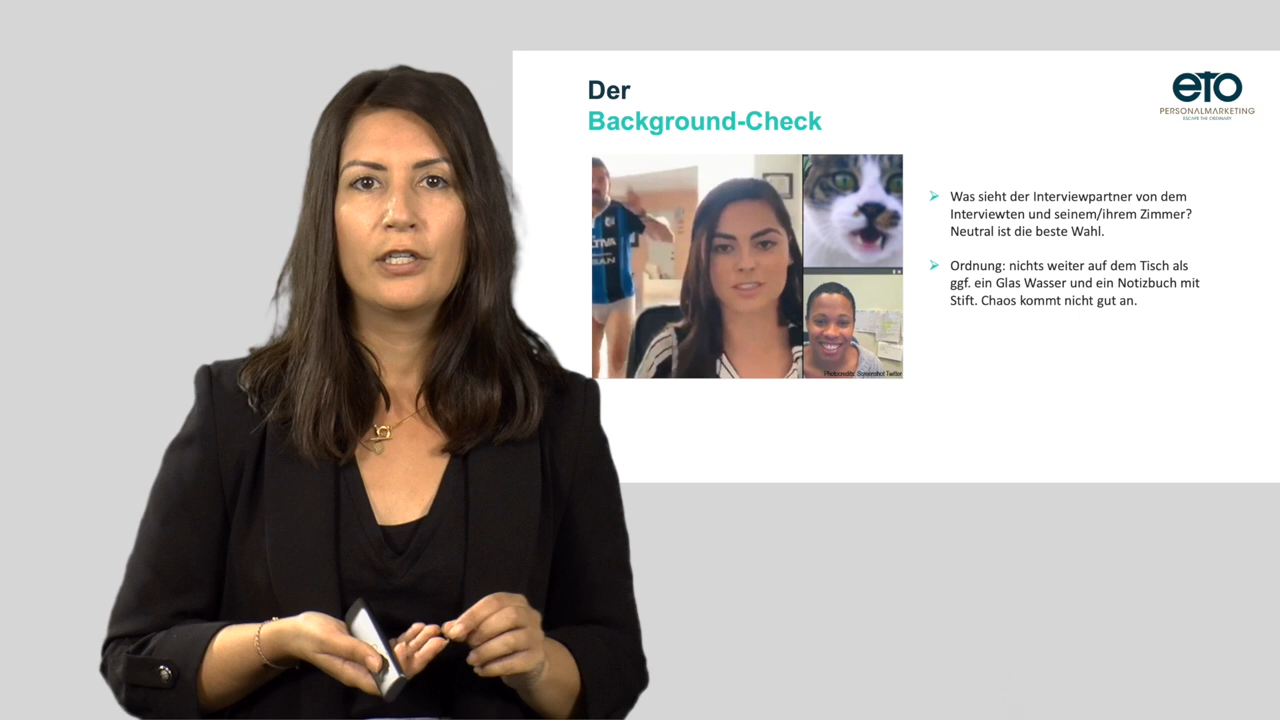 Der
Background-Check
eTO
PERSONALMARKETING
ESCAPE THE ORDINARY
➢ Was sieht der Interviewpartner von dem
Interviewten und seinem/ihrem Zimmer?
Neutral ist die beste Wahl.
➢ Ordnung: nichts weiter auf dem Tisch als
ggf. ein Glas Wasser und ein Notizbuch mit
Stift. Chaos kommt nicht gut an.
Photocredits: Screenshot Twitter